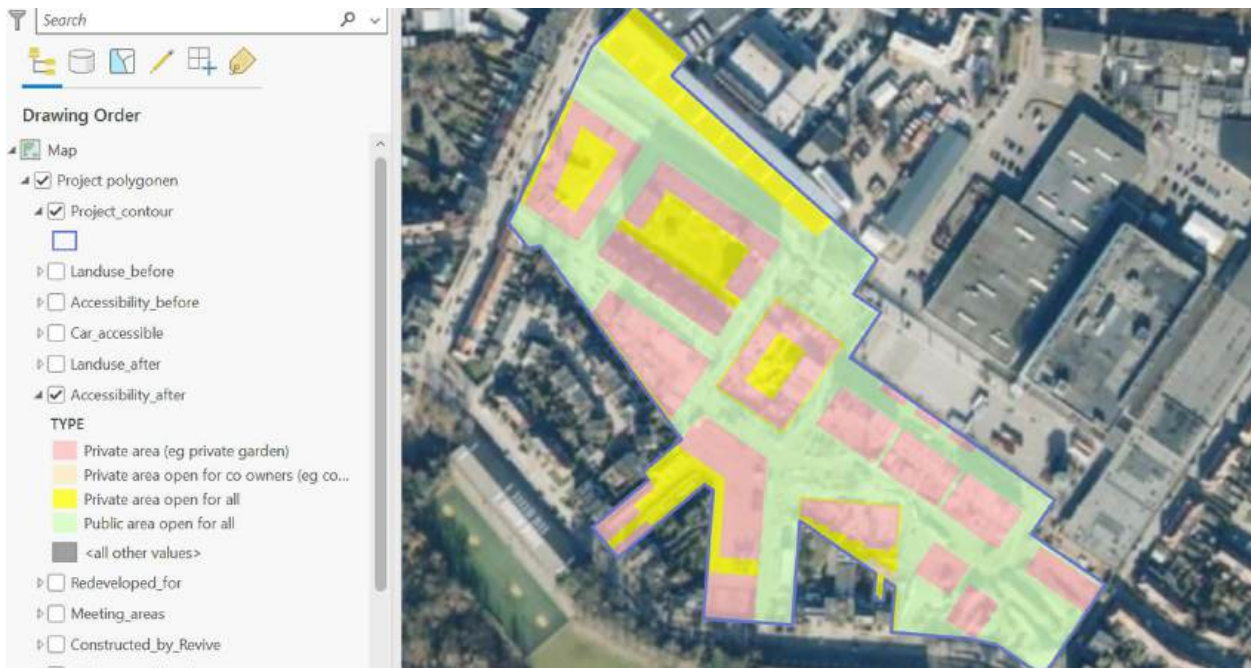 Search
Drawing Order
Map
Project polygonen
Project_contour
Landuse_before
Accessibility_before
Car_accessible
Landuse_after
Accessibility_after
TYPE
Private area (eg private garden)
Private area open for co owners (eg co...
Private area open for all
Public area open for all
<all other values>
Redeveloped_for
Meeting_areas
Constructed_by_Revive